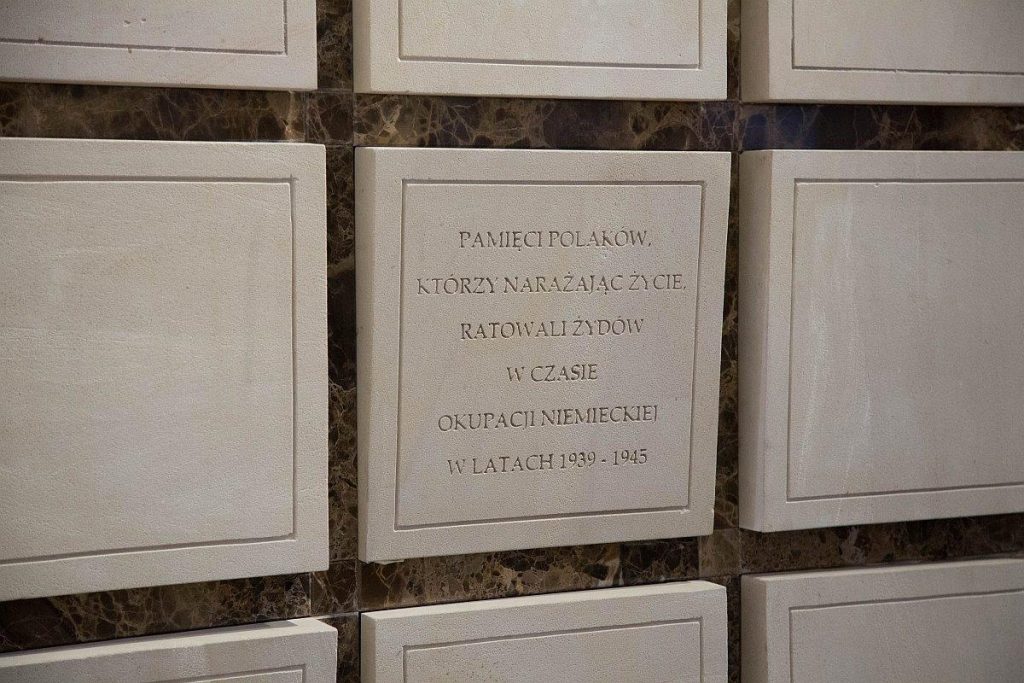 PAMIĘCI POLAKÓW,
KTÓRZY NARAŻAJĄC ŻYCIE,
RATOWALI ŻYDÓW
W CZASIE
OKUPACJI NIEMIECKIEJ
W LATACH 1939 - 1945